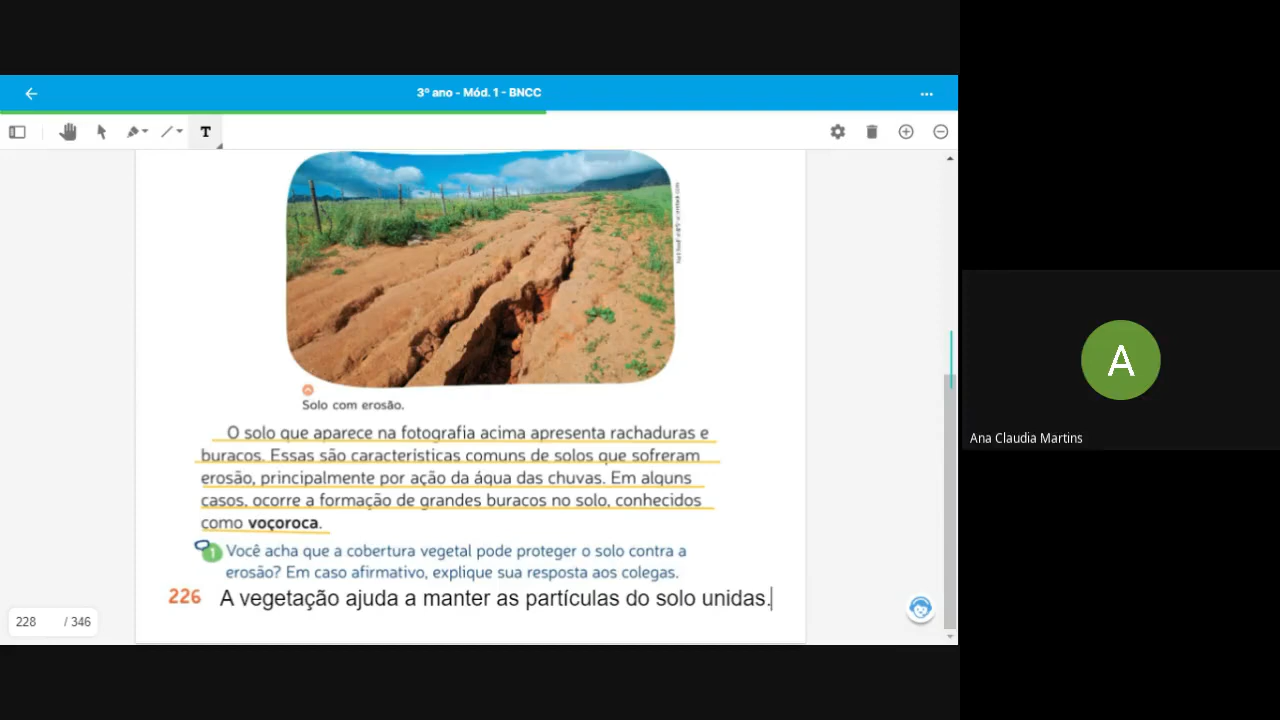 3º ano - Mód. 1 - BNCC
T
Solo com erosão.
O solo que aparece na fotografia acima apresenta rachaduras e
buracos. Essas são características comuns de solos que sofreram
erosão, principalmente por ação da água das chuvas. Em alguns
casos, ocorre a formação de grandes buracos no solo, conhecidos
como voçoroca.
1 Você acha que a cobertura vegetal pode proteger o solo contra a
erosão? Em caso afirmativo, explique sua resposta aos colegas.
226 A vegetação ajuda a manter as partículas do solo unidas.
228 / 346
A
Ana Claudia Martins